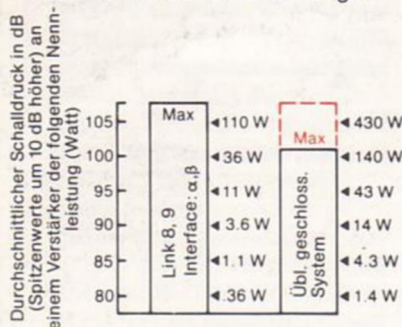 Durchschnittlicher Schalldruck in dB
(Spitzenwerte um 10 dB höher) an
einem Verstärker der folgenden Nenn-
leistung (Watt)
105
100
95
90
85
80
Max
Link 8, 9
Interface: α,β
◄110 W
◄36 W
◄11 W
◄3.6 W
◄1.1 W
◄.36 W
Max
Übl. geschloss.
System
◄430 W
◄140 W
◄43 W
◄14 W
◄4.3 W
◄1.4 W